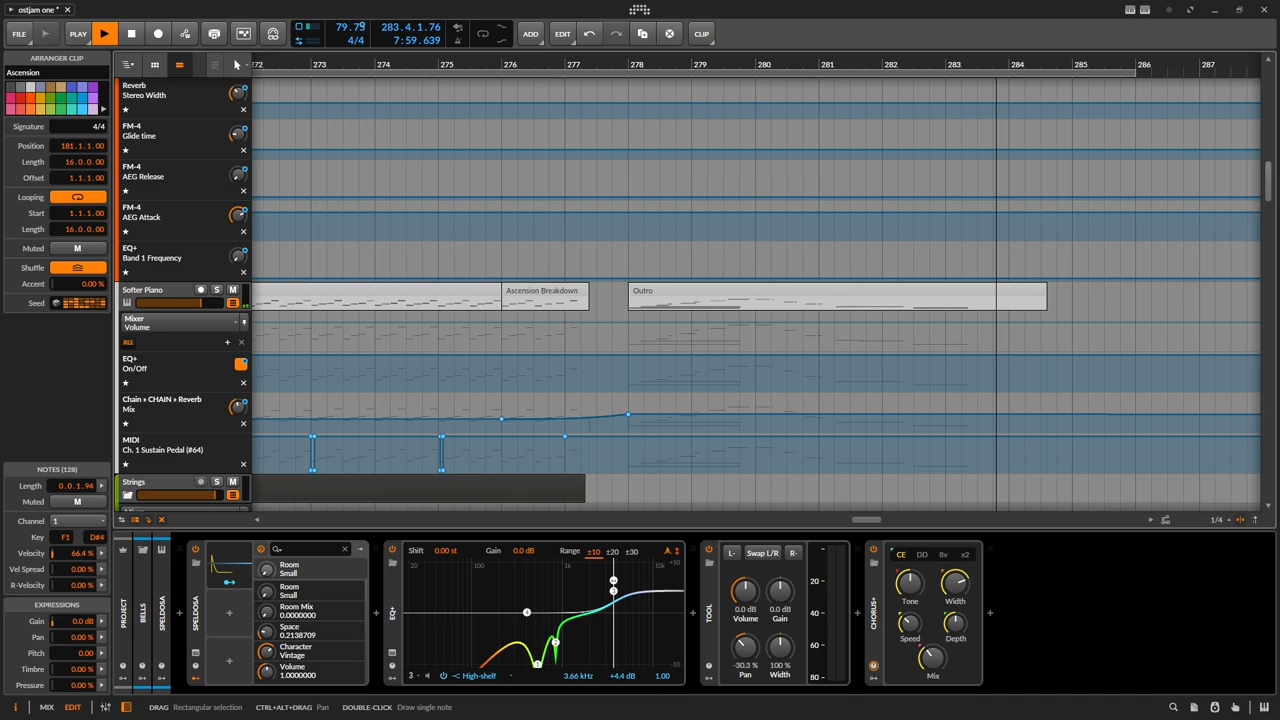 ostjam one *
FILE
PLAY
79.73
4/4
283.4.1.76
7:59.639
ADD
EDIT
CLIP
ARRANGER CLIP
Ascension
Signature 4/4
Position 181.1.1.00
Length 16.0.0.00
Offset 1.1.1.00
Looping
Start 1.1.1.00
Length 16.0.0.00
Muted M
Shuffle
Accent 0.00 %
Seed
272 273 274 275 276 277 278 279 280 281 282 283 284 285 286 287
Reverb
Stereo Width
FM-4
Glide time
FM-4
AEG Release
FM-4
AEG Attack
EQ+
Band 1 Frequency
Softer Piano S M
Ascension Breakdown
Outro
Mixer
Volume
ALL
EQ+
On/Off
Chain » CHAIN » Reverb
Mix
MIDI
Ch. 1 Sustain Pedal (#64)
Strings S M
1/4
NOTES (128)
Length 0.0.1.94
Muted M
Channel 1
Key F1 D#4
Velocity 66.4 %
Vel Spread 0.00 %
R-Velocity 0.00 %
EXPRESSIONS
Gain 0.0 dB
Pan 0.00 %
Pitch 0.00
Timbre 0.00 %
Pressure 0.00 %
PROJECT
BELLS
SPELDOSA
SPELDOSA
Room
Small
Room
Small
Room Mix
0.0000000
Space
0.2138709
Character
Vintage
Volume
1.0000000
EQ+
Shift 0.00 st Gain 0.0 dB Range ±10 ±20 ±30
20 100 1k 10k +10
-10
3 High-shelf 3.66 kHz +4.4 dB 1.00
TOOL
L- Swap L/R R-
0.0 dB
Volume
0.00 dB
Gain
-30.3 %
Pan
100 %
Width
20
40
60
80
CHORUS+
CE DD 8v x2
Tone Width
Speed Depth
Mix
MIX EDIT DRAG Rectangular selection CTRL+ALT+DRAG Pan DOUBLE-CLICK Draw single note